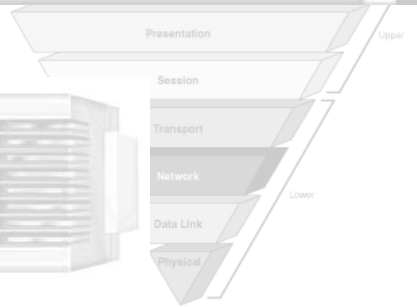 Presentation
Upper
Session
Transport
Network
Lower
Data Link
Physical